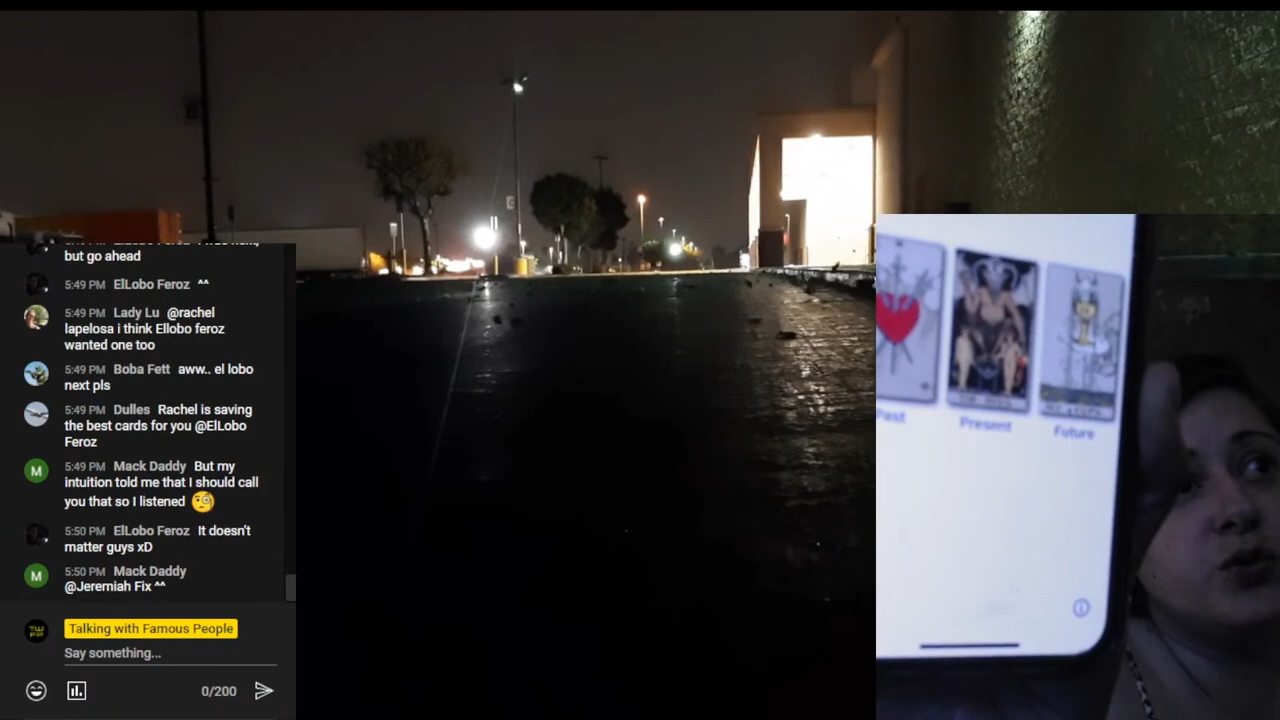 but go ahead
5:49 PM ElLobo Feroz ^^
5:49 PM Lady Lu @rachel
lapelosa i think Ellobo feroz
wanted one too
5:49 PM Boba Fett aww.. el lobo
next pls
5:49 PM Dulles Rachel is saving
the best cards for you @ElLobo
Feroz
M
5:49 PM Mack Daddy But my
intuition told me that I should call
you that so I listened
5:50 PM ElLobo Feroz It doesn't
matter guys xD
M
5:50 PM Mack Daddy
@Jeremiah Fix ^^
TW
FP
Talking with Famous People
Say something...
0/200
Past
Present
Future